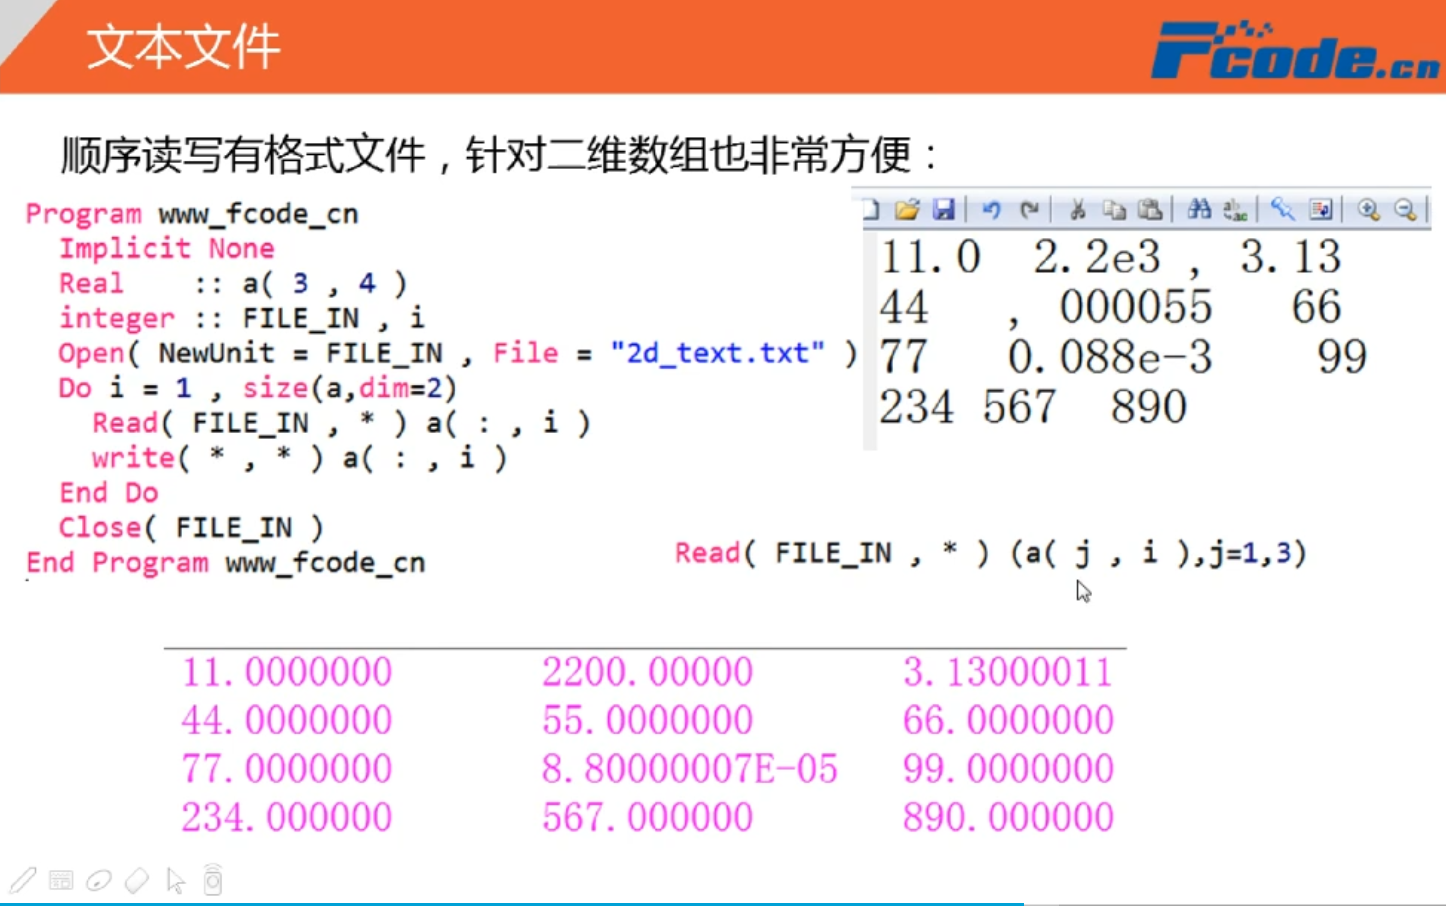 文本文件
Fcode.cn
顺序读写有格式文件，针对二维数组也非常方便：
Program www_fcode_cn
Implicit None
Real :: a( 3 , 4 )
integer :: FILE_IN , i
Open( NewUnit = FILE_IN , File = "2d_text.txt" )
Do i = 1 , size(a,dim=2)
Read( FILE_IN , * ) a( : , i )
write( * , * ) a( : , i )
End Do
Close( FILE_IN )
End Program www_fcode_cn
11.0 2.2e3 , 3.13
44 , 000055 66
77 0.088e-3 99
234 567 890
Read( FILE_IN , * ) (a( j , i ),j=1,3)
11.0000000 2200.00000 3.13000011
44.0000000 55.0000000 66.0000000
77.0000000 8.80000007E-05 99.0000000
234.000000 567.000000 890.000000